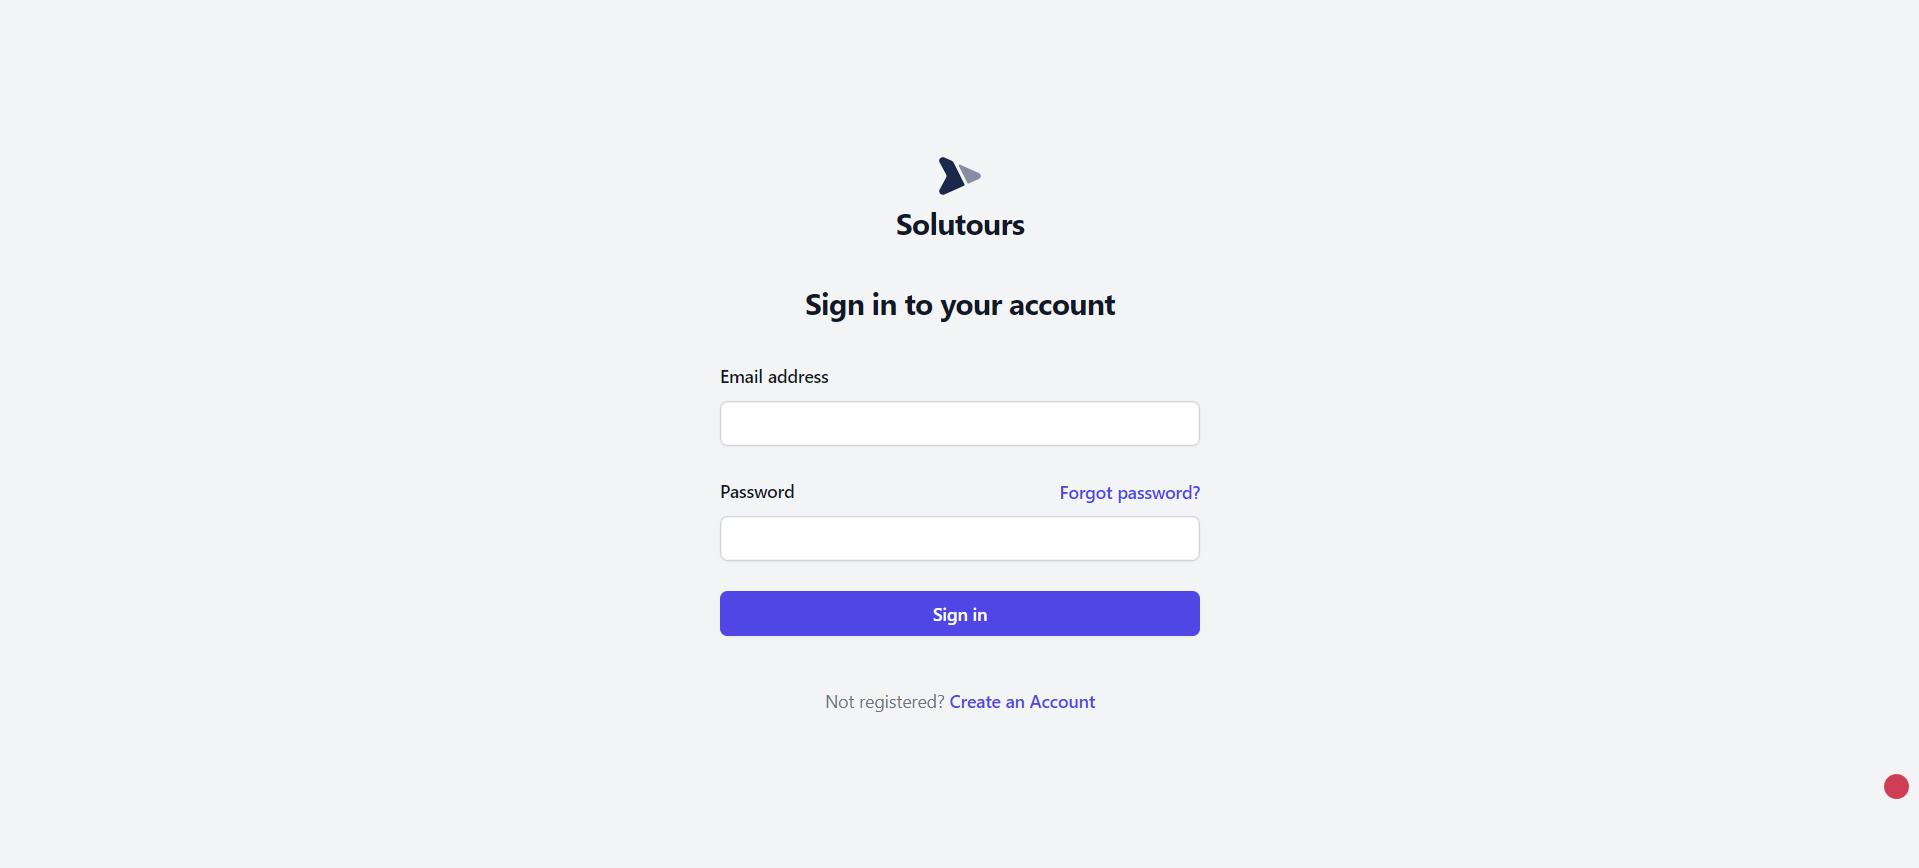 Solutours
Sign in to your account
Email address
Password
Forgot password?
Sign in
Not registered? Create an Account